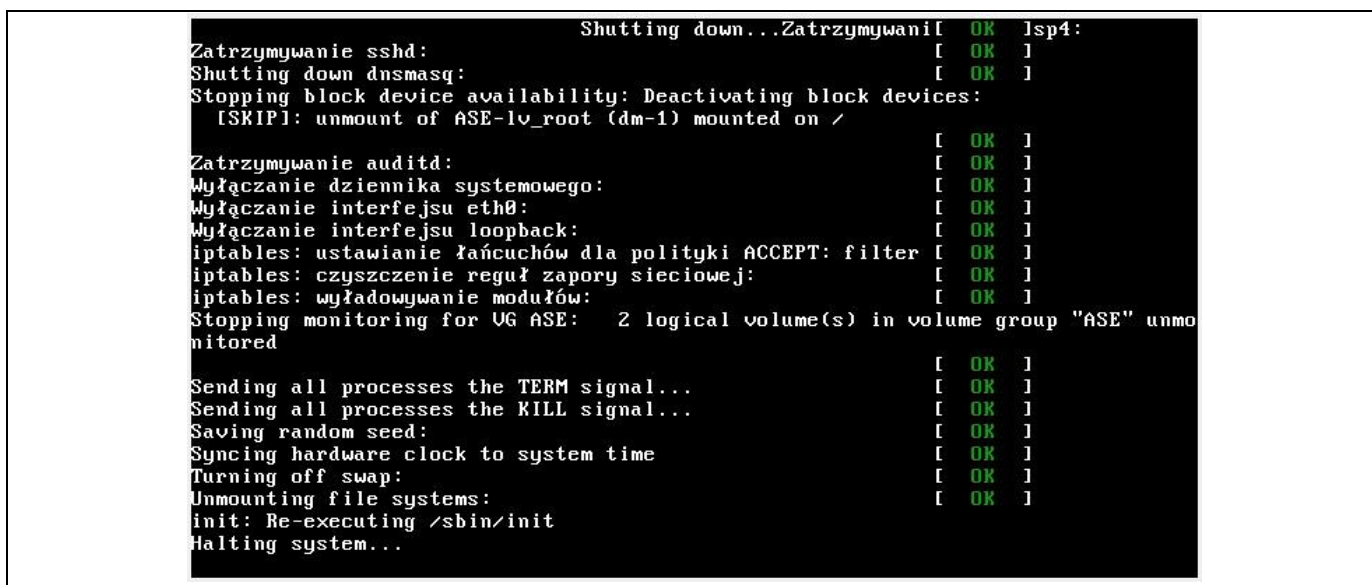 Shutting down...Zatrzymywani[  OK  ]sp4:
Zatrzymywanie sshd: [  OK  ]
Shutting down dnsmasq: [  OK  ]
Stopping block device availability: Deactivating block devices:
[SKIP]: unmount of ASE-lv_root (dm-1) mounted on /
[  OK  ]
Zatrzymywanie auditd: [  OK  ]
Wyłączanie dziennika systemowego: [  OK  ]
Wyłączanie interfejsu eth0: [  OK  ]
Wyłączanie interfejsu loopback: [  OK  ]
iptables: ustawianie łańcuchów dla polityki ACCEPT: filter [  OK  ]
iptables: czyszczenie reguł zapory sieciowej: [  OK  ]
iptables: wyładowywanie modułów: [  OK  ]
Stopping monitoring for VG ASE:   2 logical volume(s) in volume group "ASE" unmo
nitored
[  OK  ]
Sending all processes the TERM signal... [  OK  ]
Sending all processes the KILL signal... [  OK  ]
Saving random seed: [  OK  ]
Syncing hardware clock to system time [  OK  ]
Turning off swap: [  OK  ]
Unmounting file systems: [  OK  ]
init: Re-executing /sbin/init
Halting system...